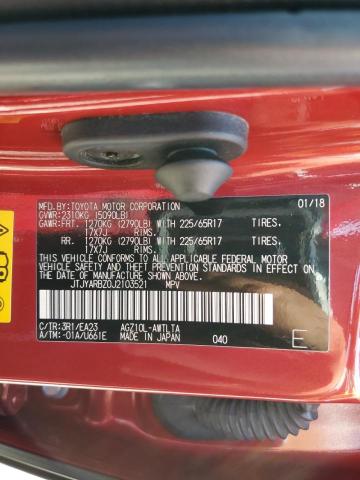 MFD.BY:TOYOTA MOTOR CORPORATION 01/18
GVWR:2310KG (5090LB)
GAWR:FRT. 1270KG (2790LB) WITH 225/65R17 TIRES.
17X7J RIMS.
RR. 1270KG (2790LB) WITH 225/65R17 TIRES.
17X7J RIMS.
THIS VEHICLE CONFORMS TO ALL APPLICABLE FEDERAL MOTOR
VEHICLE SAFETY AND THEFT PREVENTION STANDARDS IN EFFECT ON
THE DATE OF MANUFACTURE SHOWN ABOVE.
JTJYARBZ0J2103521 MPV
C/TR:3R1/EA23 AGZ10L-AWTLTA
A/TM:-01A/U661E MADE IN JAPAN 040 E